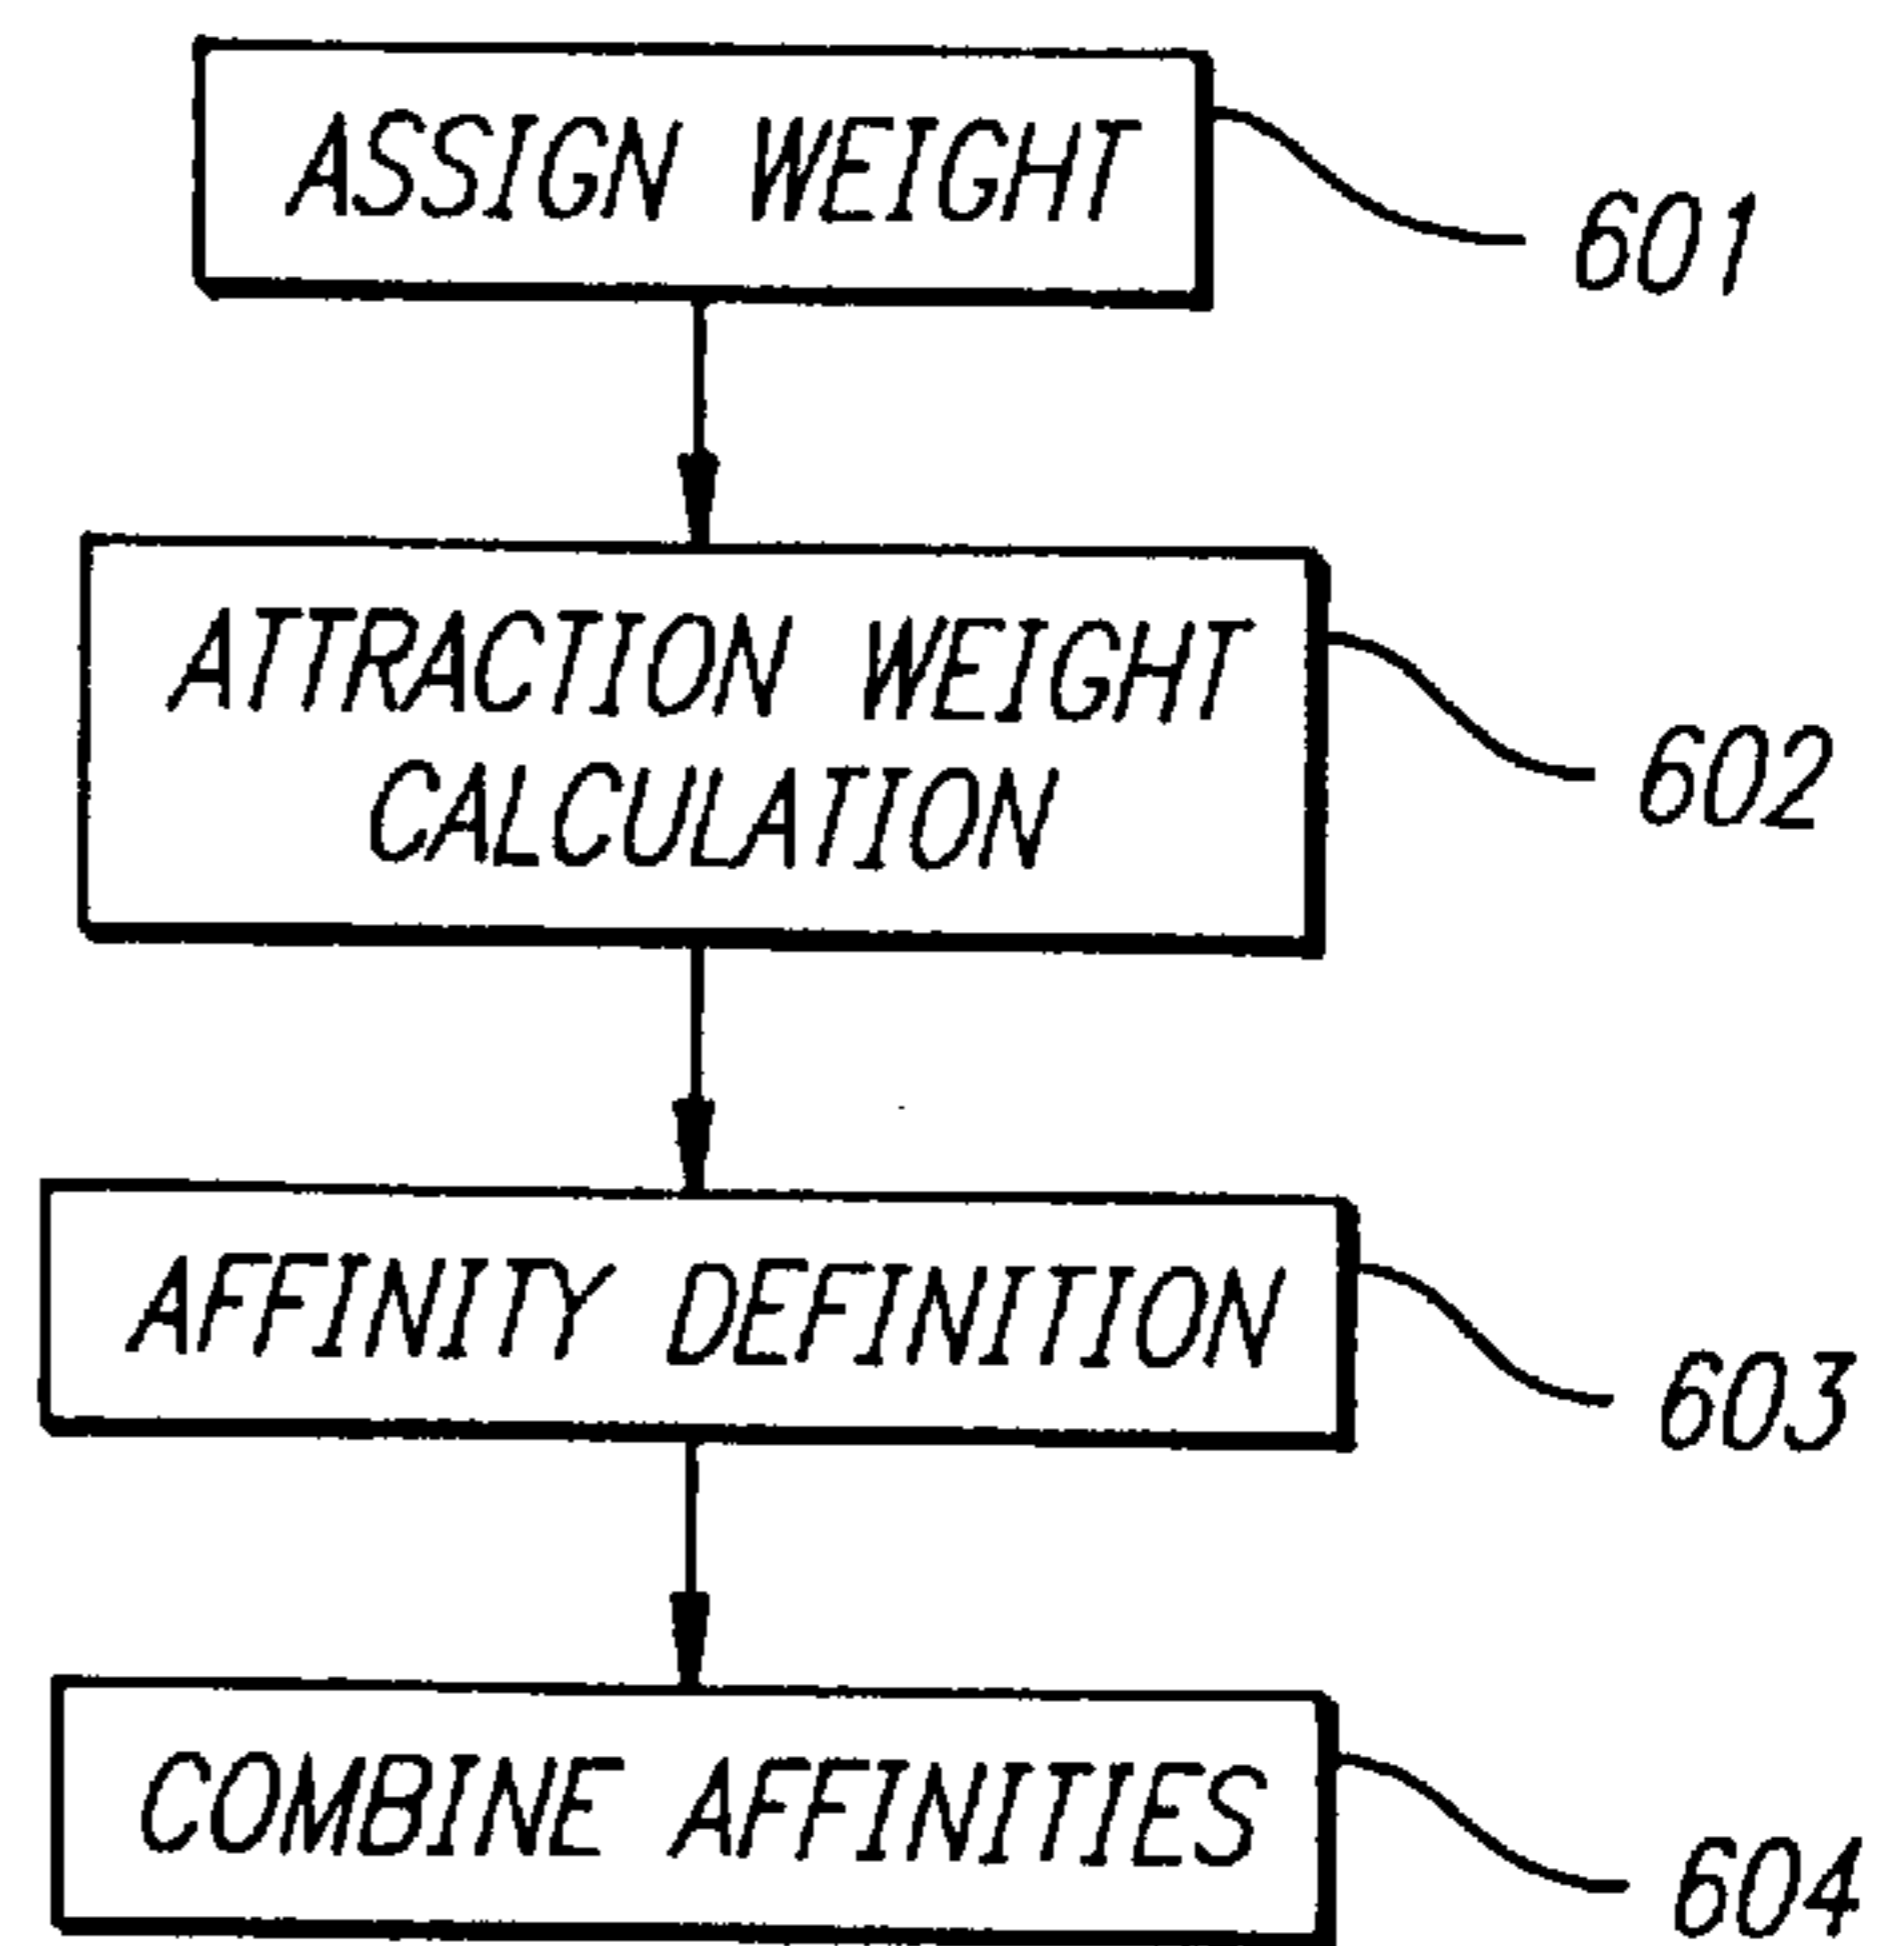 ASSIGN WEIGHT
601
ATTRACTION WEIGHT
CALCULATION
602
AFFINITY DEFINITION
603
COMBINE AFFINITIES
604